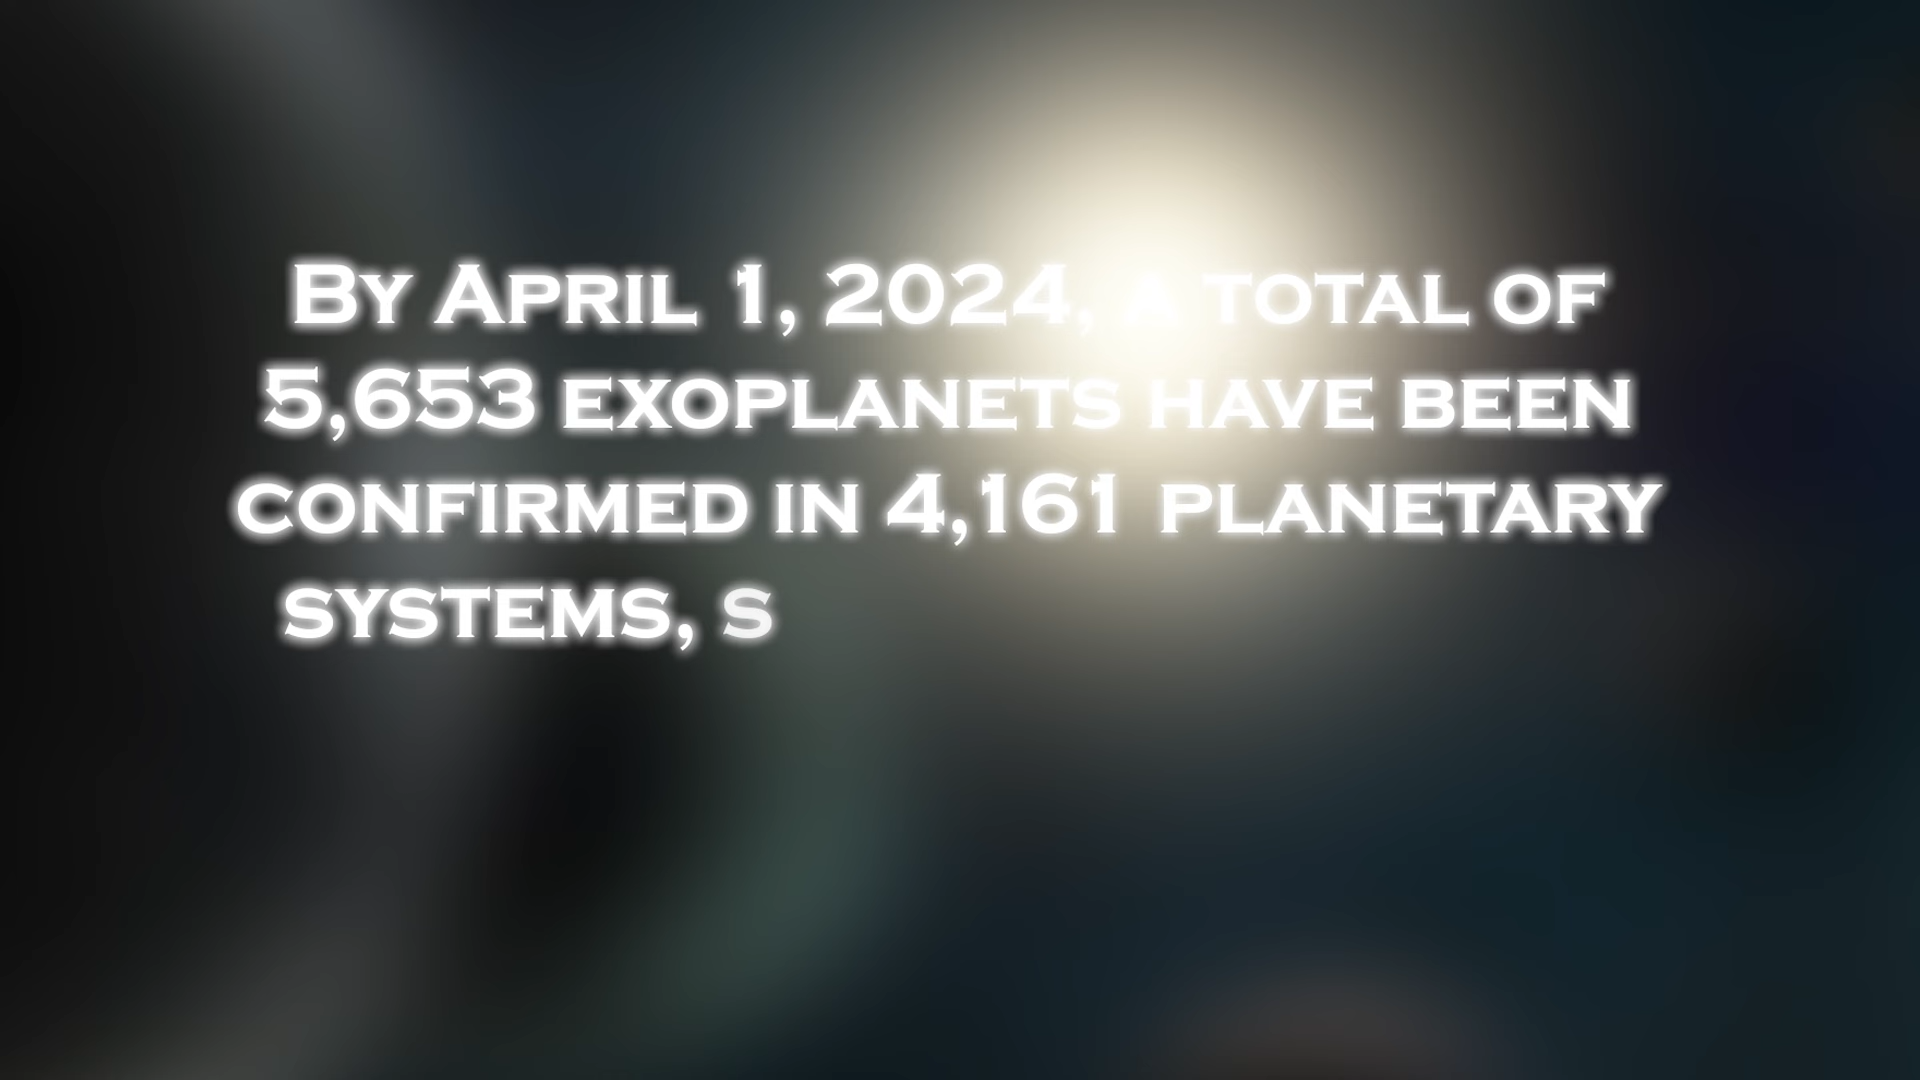 By April 1, 2024, a total of
5,653 exoplanets have been
confirmed in 4,161 planetary
systems, s